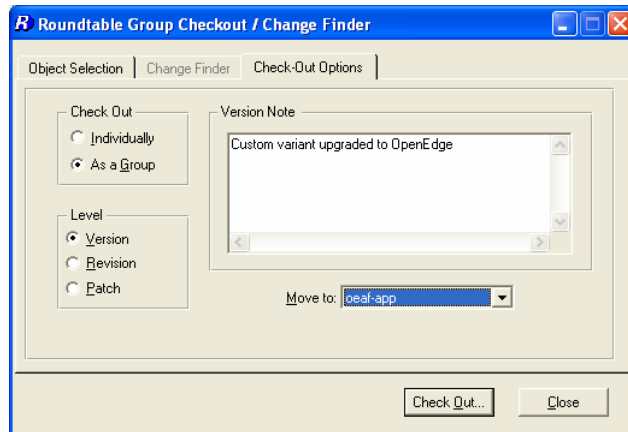 R Roundtable Group Checkout / Change Finder
Object Selection Change Finder Check-Out Options
Check Out
Individually
As a Group
Level
Version
Revision
Patch
Version Note
Custom variant upgraded to OpenEdge
Move to: oeaf-app
Check Out... Close